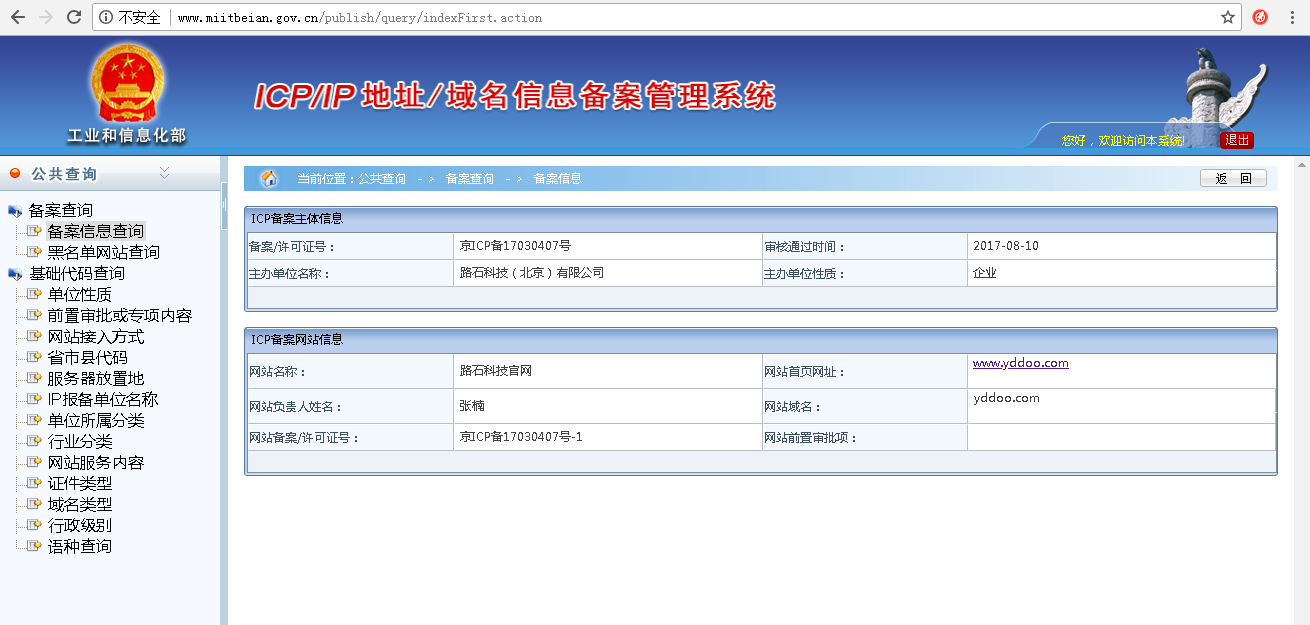 不安全 www.miitbeian.gov.cn/publish/query/indexFirst.action
工业和信息化部
ICP/IP 地址/域名信息备案管理系统
您好，欢迎访问本系统! 退出
公共查询
备案查询
备案信息查询
黑名单网站查询
基础代码查询
单位性质
前置审批或专项内容
网站接入方式
省市县代码
服务器放置地
IP报备单位名称
单位所属分类
行业分类
网站服务内容
证件类型
域名类型
行政级别
语种查询
当前位置：公共查询 -> 备案查询 -> 备案信息 返 回
ICP备案主体信息
备案/许可证号： 京ICP备17030407号 审核通过时间： 2017-08-10
主办单位名称： 路石科技（北京）有限公司 主办单位性质： 企业
ICP备案网站信息
网站名称： 路石科技官网 网站首页网址： www.yddoo.com
网站负责人姓名： 张楠 网站域名： yddoo.com
网站备案/许可证号： 京ICP备17030407号-1 网站前置审批项：